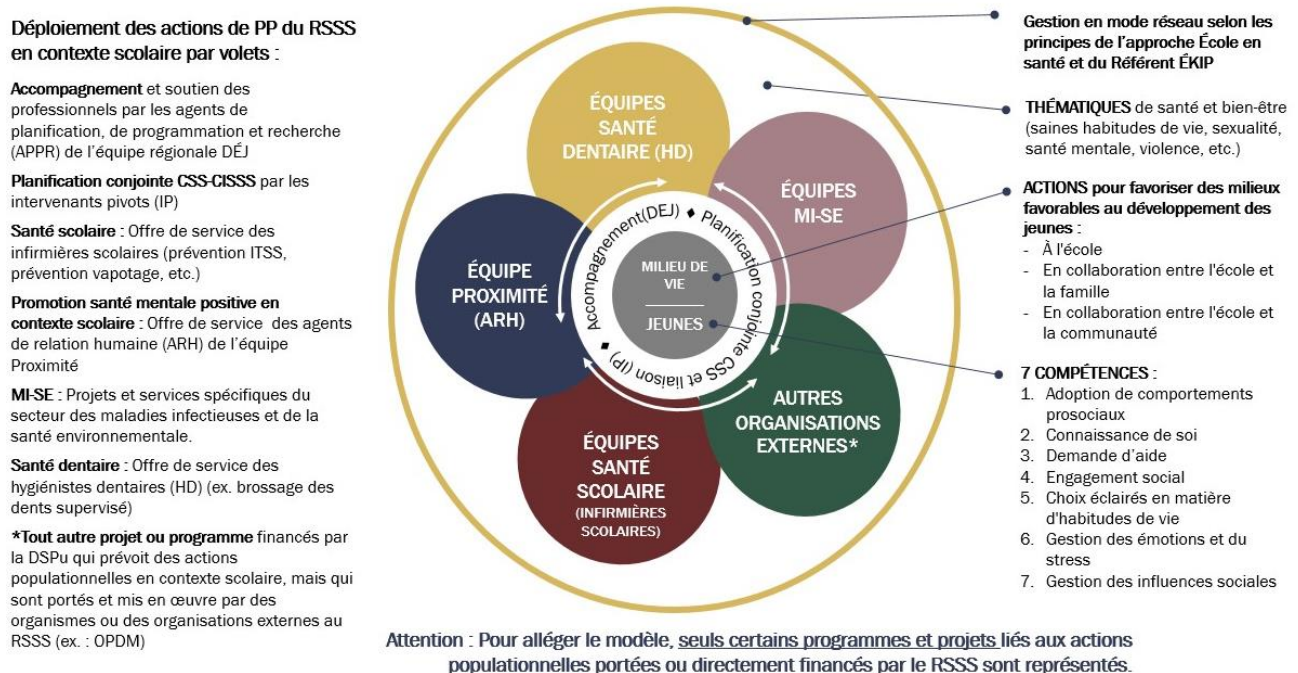 Déploiement des actions de PP du RSSS
en contexte scolaire par volets :
Accompagnement et soutien des
professionnels par les agents de
planification, de programmation et recherche
(APPR) de l'équipe régionale DÉJ
Planification conjointe CSS-CISSS par les
intervenants pivots (IP)
Santé scolaire : Offre de service des
infirmières scolaires (prévention ITSS,
prévention vapotage, etc.)
Promotion santé mentale positive en
contexte scolaire : Offre de service des agents
de relation humaine (ARH) de l'équipe
Proximité
MI-SE : Projets et services spécifiques du
secteur des maladies infectieuses et de la
santé environnementale.
Santé dentaire : Offre de service des
hygiénistes dentaires (HD) (ex. brossage des
dents supervisé)
*Tout autre projet ou programme financés par
la DSPu qui prévoit des actions
populationnelles en contexte scolaire, mais qui
sont portés et mis en œuvre par des
organismes ou des organisations externes au
RSSS (ex. : OPDM)
ÉQUIPES
SANTÉ
DENTAIRE (HD)
ÉQUIPES
MI-SE
ÉQUIPE
PROXIMITÉ
(ARH)
Accompagnement(DEJ) ♦ Planification conjointe CSS et liaison (IP) ♦
MILIEU DE
VIE
JEUNES
AUTRES
ORGANISATIONS
EXTERNES*
ÉQUIPES
SANTÉ
SCOLAIRE
(INFIRMIÈRES
SCOLAIRES)
Gestion en mode réseau selon les
principes de l'approche École en
santé et du Référent ÉKIP
THÉMATIQUES de santé et bien-être
(saines habitudes de vie, sexualité,
santé mentale, violence, etc.)
ACTIONS pour favoriser des milieux
favorables au développement des
jeunes :
- À l'école
- En collaboration entre l'école et
la famille
- En collaboration entre l'école et
la communauté
7 COMPÉTENCES :
1. Adoption de comportements
prosociaux
2. Connaissance de soi
3. Demande d'aide
4. Engagement social
5. Choix éclairés en matière
d'habitudes de vie
6. Gestion des émotions et du
stress
7. Gestion des influences sociales
Attention : Pour alléger le modèle, seuls certains programmes et projets liés aux actions
populationnelles portées ou directement financés par le RSSS sont représentés.